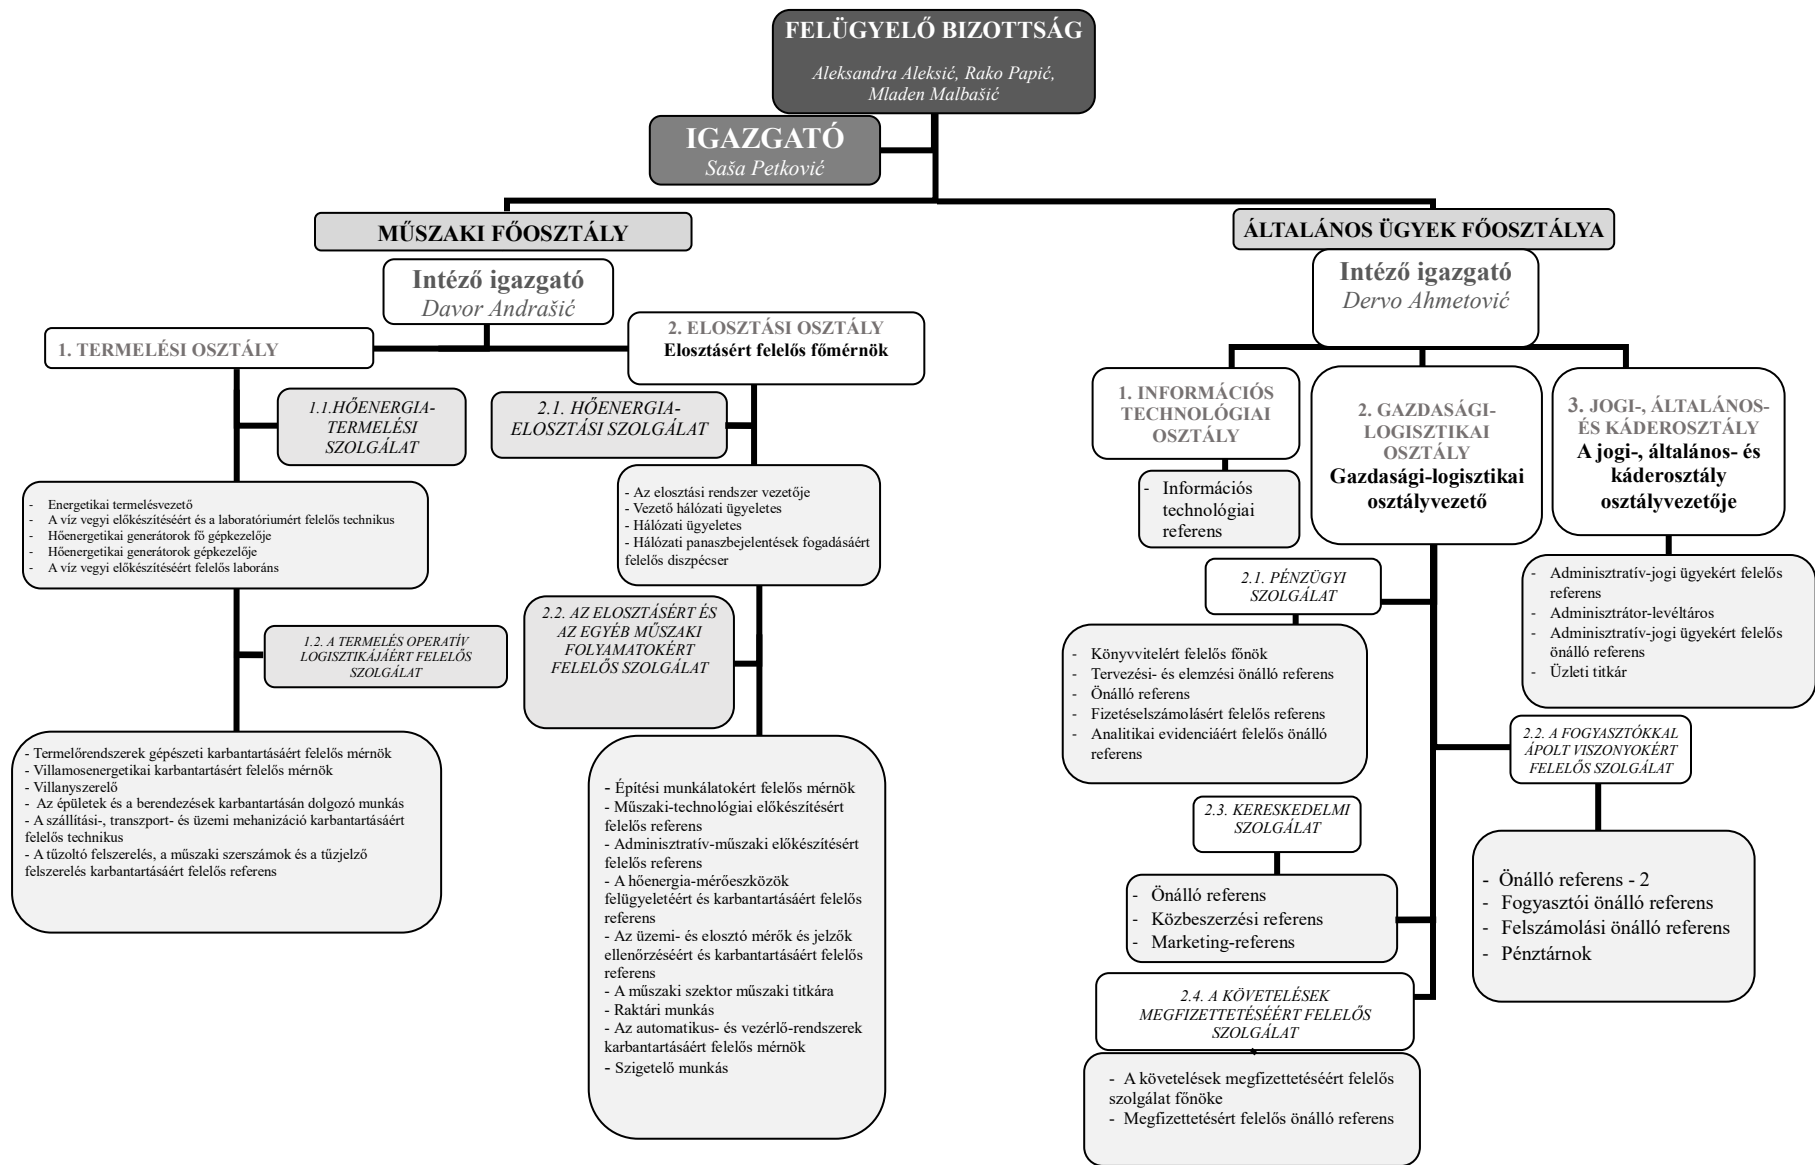 FELÜGYELŐ BIZOTTSÁG
Aleksandra Aleksić, Rako Papić,
Mladen Malbašić
IGAZGATÓ
Saša Petković
MŰSZAKI FŐOSZTÁLY
Intéző igazgató
Davor Andrašić
1. TERMELÉSI OSZTÁLY
2. ELOSZTÁSI OSZTÁLY
Elosztásért felelős főmérnök
1.1.HŐENERGIA-
TERMELÉSI
SZOLGÁLAT
- Energetikai termelésvezető
- A víz vegyi előkészítéséért és a laboratóriumért felelős technikus
- Hőenergetikai generátorok fő gépkezelője
- Hőenergetikai generátorok gépkezelője
- A víz vegyi előkészítéséért felelős laboráns
1.2. A TERMELÉS OPERATÍV
LOGISZTIKÁJÁÉRT FELELŐS
SZOLGÁLAT
- Termelőrendszerek gépészeti karbantartásáért felelős mérnök
- Villamosenergetikai karbantartásért felelős mérnök
- Villanyszerelő
- Az épületek és a berendezések karbantartásán dolgozó munkás
- A szállítási-, transzport- és üzemi mehanizáció karbantartásáért
felelős technikus
- A tűzoltó felszerelés, a műszaki szerszámok és a tűzjelző
felszerelés karbantartásáért felelős referens
2.1. HŐENERGIA-
ELOSZTÁSI SZOLGÁLAT
- Az elosztási rendszer vezetője
- Vezető hálózati ügyeletes
- Hálózati ügyeletes
- Hálózati panaszbejelentések fogadásáért
felelős diszpécser
2.2. AZ ELOSZTÁSÉRT ÉS
AZ EGYÉB MŰSZAKI
FOLYAMATOKÉRT
FELELŐS SZOLGÁLAT
- Építési munkálatokért felelős mérnök
- Műszaki-technológiai előkészítésért
felelős referens
- Adminisztratív-műszaki előkészítésért
felelős referens
- A hőenergia-mérőeszközök
felügyeletéért és karbantartásáért felelős
referens
- Az üzemi- és elosztó mérők és jelzők
ellenőrzéséért és karbantartásáért felelős
referens
- A műszaki szektor műszaki titkára
- Raktári munkás
- Az automatikus- és vezérlő-rendszerek
karbantartásáért felelős mérnök
- Szigetelő munkás
ÁLTALÁNOS ÜGYEK FŐOSZTÁLYA
Intéző igazgató
Dervo Ahmetović
1. INFORMÁCIÓS
TECHNOLÓGIAI
OSZTÁLY
- Információs
technológiai
referens
2. GAZDASÁGI-
LOGISZTIKAI
OSZTÁLY
Gazdasági-logisztikai
osztályvezető
3. JOGI-, ÁLTALÁNOS-
ÉS KÁDEROSZTÁLY
A jogi-, általános- és
káderosztály
osztályvezetője
- Adminisztratív-jogi ügyekért felelős
referens
- Adminisztrátor-levéltáros
- Adminisztratív-jogi ügyekért felelős
önálló referens
- Üzleti titkár
2.1. PÉNZÜGYI
SZOLGÁLAT
- Könyvvitelért felelős főnök
- Tervezési- és elemzési önálló referens
- Önálló referens
- Fizetéselszámolásért felelős referens
- Analitikai evidenciáért felelős önálló
referens
2.2. A FOGYASZTÓKKAL
ÁPOLT VISZONYOKÉRT
FELELŐS SZOLGÁLAT
- Önálló referens - 2
- Fogyasztói önálló referens
- Felszámolási önálló referens
- Pénztárnok
2.3. KERESKEDELMI
SZOLGÁLAT
- Önálló referens
- Közbeszerzési referens
- Marketing-referens
2.4. A KÖVETELÉSEK
MEGFIZETTETÉSÉÉRT FELELŐS
SZOLGÁLAT
- A követelések megfizettetéséért felelős
szolgálat főnöke
- Megfizettetésért felelős önálló referens